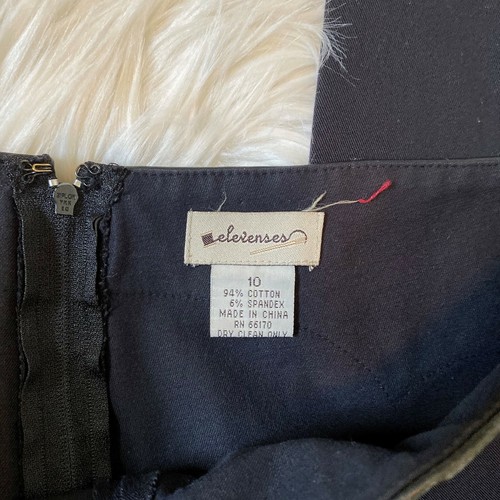 elevenses
10
94% COTTON
6% SPANDEX
MADE IN CHINA
RN 66170
DRY CLEAN ONLY